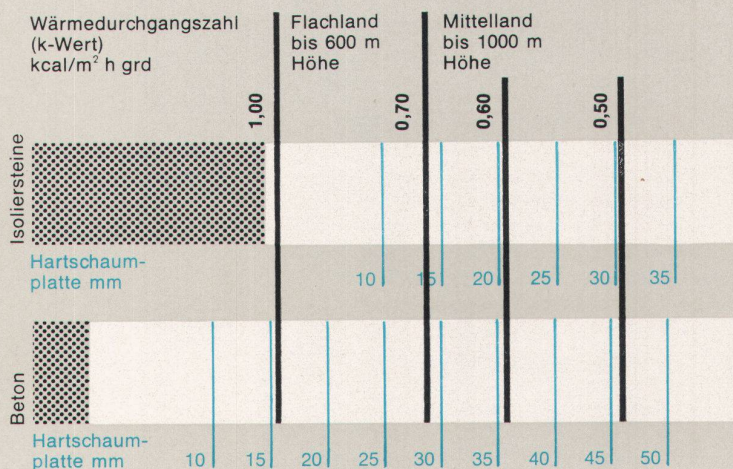 Wärmedurchgangszahl
(k-Wert)
kcal/m² h grd
Flachland
bis 600 m
Höhe
Mittelland
bis 1000 m
Höhe
1,00
0,70
0,60
0,50
Isoliersteine
Hartschaum-
platte mm
10 15 20 25 30 35
Beton
Hartschaum-
platte mm
10 15 20 25 30 35 40 45 50